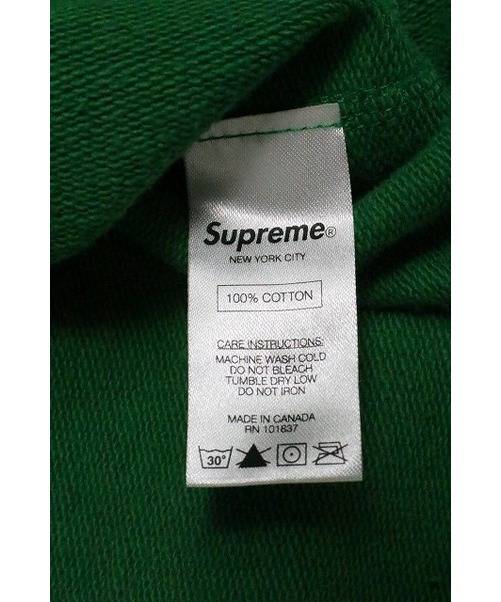 Supreme®
NEW YORK CITY
100% COTTON
CARE INSTRUCTIONS:
MACHINE WASH COLD
DO NOT BLEACH
TUMBLE DRY LOW
DO NOT IRON
MADE IN CANADA
RN 101837
30°